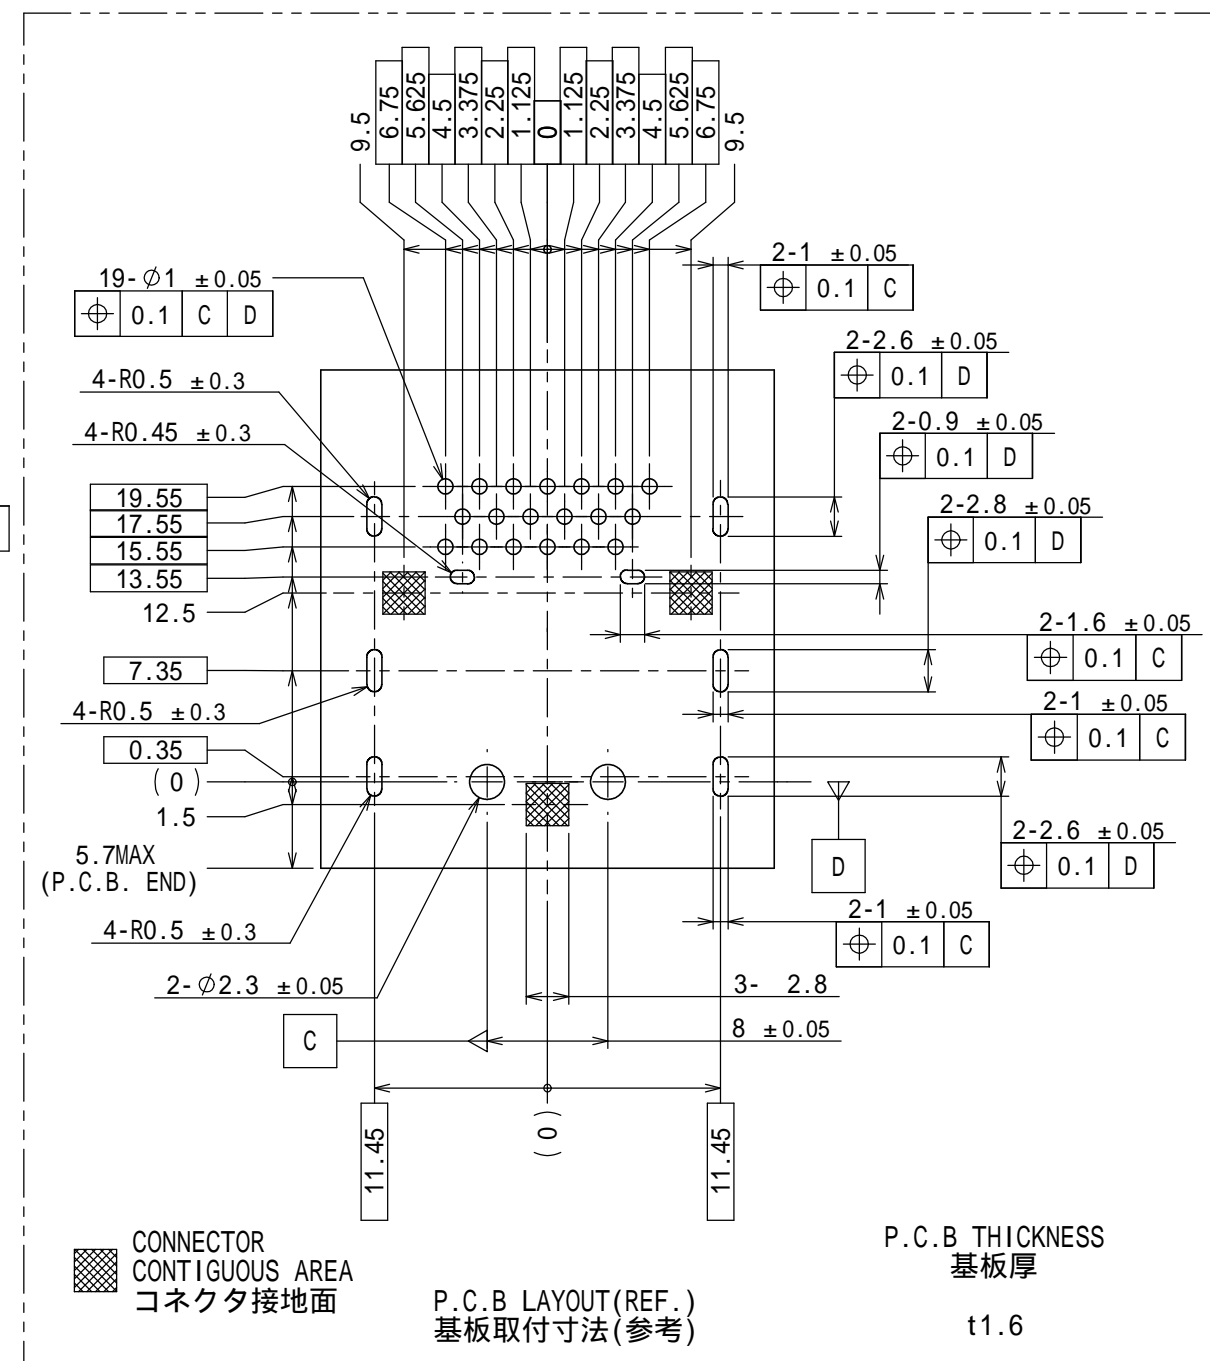 9.5
6.75
5.625
4.5
3.375
2.25
1.125
0
1.125
2.25
3.375
4.5
5.625
6.75
9.5
19-∅1 ±0.05
⌖ 0.1 C D
2-1 ±0.05
⌖ 0.1 C
2-2.6 ±0.05
⌖ 0.1 D
4-R0.5 ±0.3
2-0.9 ±0.05
⌖ 0.1 D
4-R0.45 ±0.3
19.55
2-2.8 ±0.05
⌖ 0.1 D
17.55
15.55
13.55
12.5
2-1.6 ±0.05
⌖ 0.1 C
7.35
4-R0.5 ±0.3
2-1 ±0.05
⌖ 0.1 C
0.35
(0)
1.5
2-2.6 ±0.05
⌖ 0.1 D
5.7MAX
(P.C.B. END)
D
2-1 ±0.05
⌖ 0.1 C
4-R0.5 ±0.3
2-∅2.3 ±0.05
3- 2.8
C
8 ±0.05
11.45
(0)
11.45
CONNECTOR
CONTIGUOUS AREA
コネクタ接地面
P.C.B LAYOUT(REF.)
基板取付寸法(参考)
P.C.B THICKNESS
基板厚
t1.6